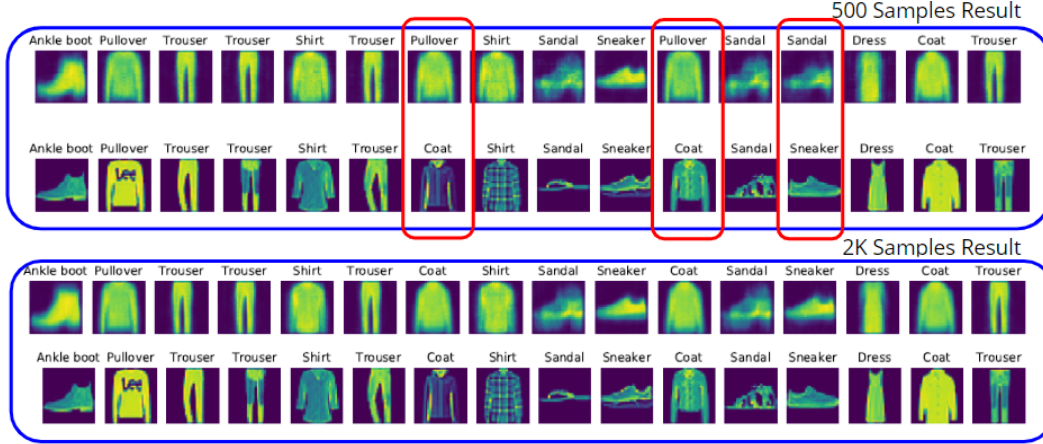 500 Samples Result
Ankle boot Pullover Trouser Trouser Shirt Trouser Pullover Shirt Sandal Sneaker Pullover Sandal Sandal Dress Coat Trouser
Ankle boot Pullover Trouser Trouser Shirt Trouser Coat Shirt Sandal Sneaker Coat Sandal Sneaker Dress Coat Trouser
Lee
2K Samples Result
Ankle boot Pullover Trouser Trouser Shirt Trouser Coat Shirt Sandal Sneaker Coat Sandal Sneaker Dress Coat Trouser
Ankle boot Pullover Trouser Trouser Shirt Trouser Coat Shirt Sandal Sneaker Coat Sandal Sneaker Dress Coat Trouser
Lee